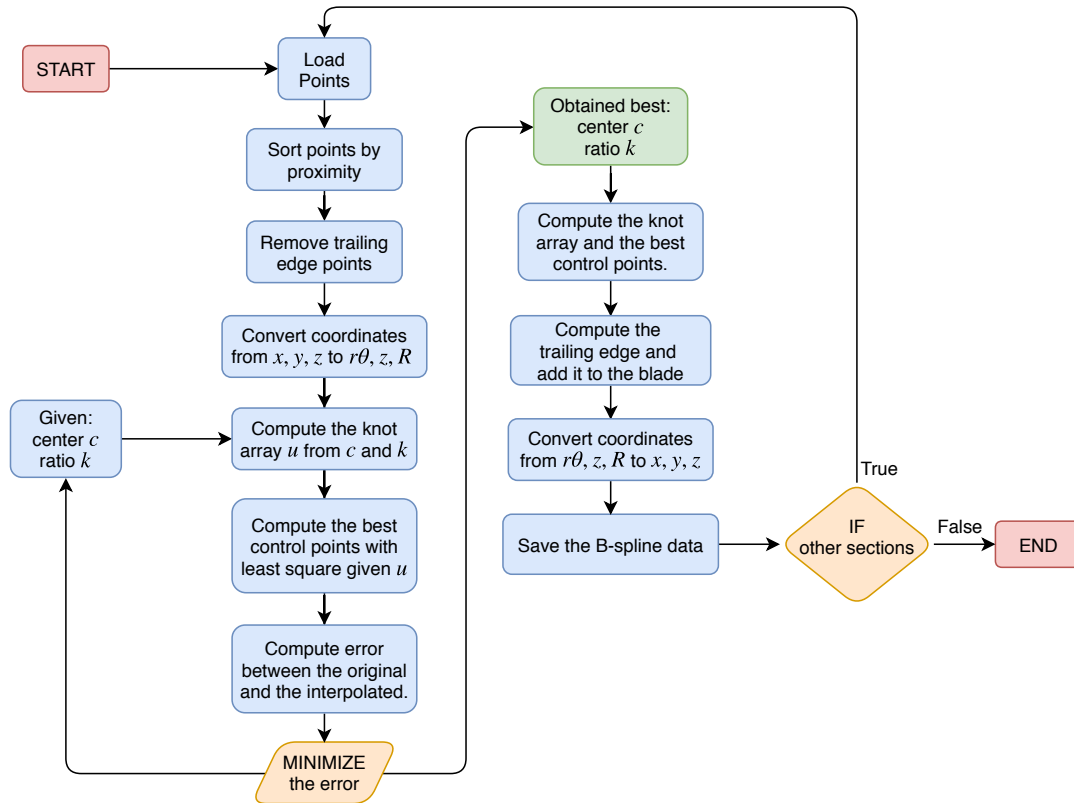 START
Load
Points
Sort points by
proximity
Remove trailing
edge points
Convert coordinates
from x, y, z to rθ, z, R
Given:
center c
ratio k
Compute the knot
array u from c and k
Compute the best
control points with
least square given u
Compute error
between the original
and the interpolated.
MINIMIZE
the error
Obtained best:
center c
ratio k
Compute the knot
array and the best
control points.
Compute the
trailing edge and
add it to the blade
Convert coordinates
from rθ, z, R to x, y, z
Save the B-spline data
IF
other sections
True
False
END